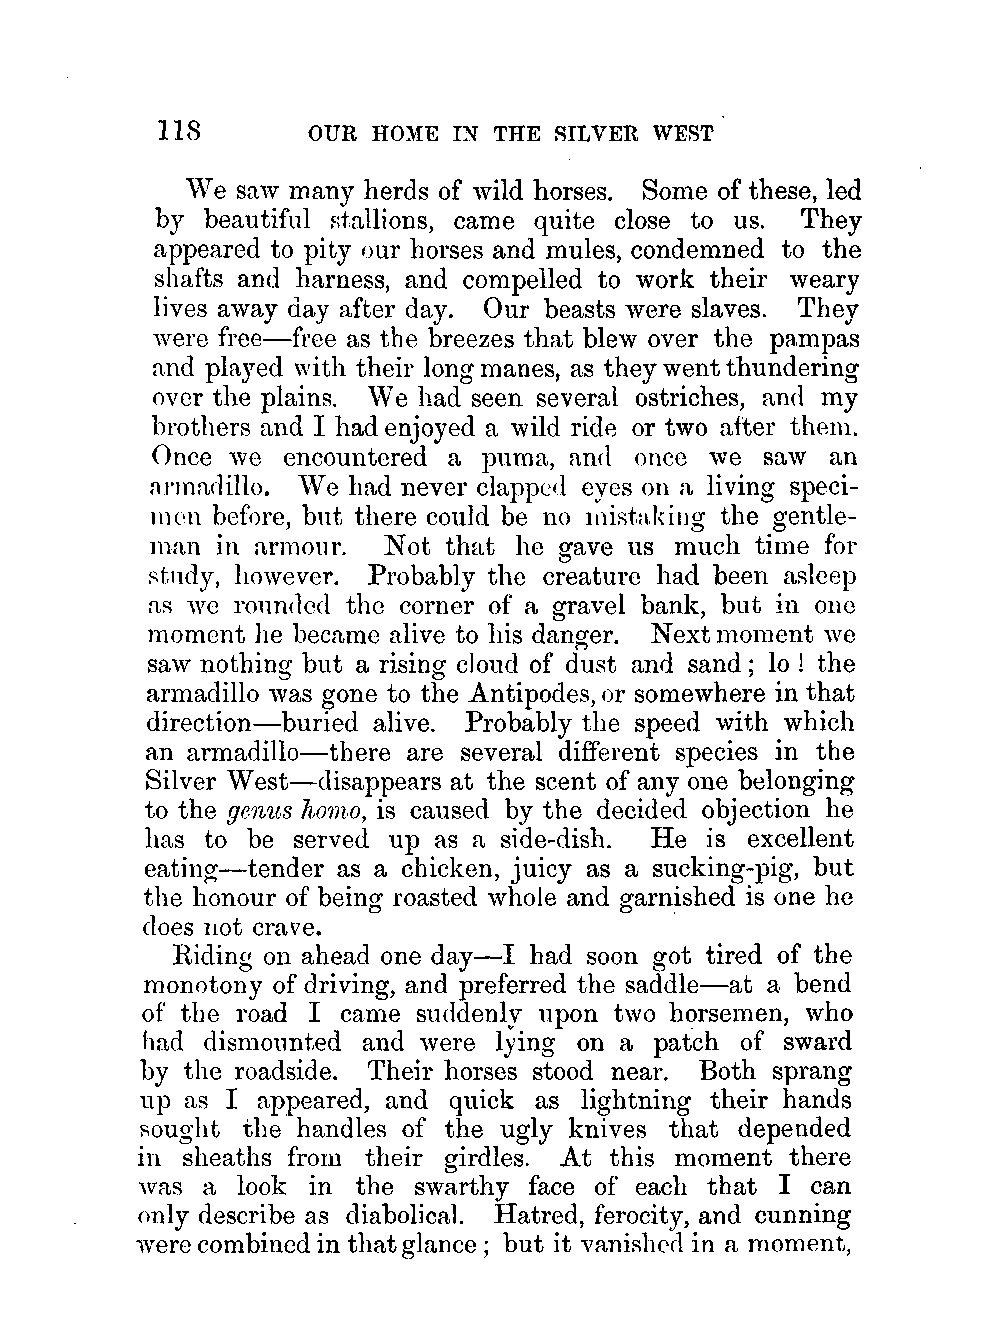 118 OUR HOME IN THE SILVER WEST
We saw many herds of wild horses. Some of these, led
by beautiful stallions, came quite close to us. They
appeared to pity our horses and mules, condemned to the
shafts and harness, and compelled to work their weary
lives away day after day. Our beasts were slaves. They
were free—free as the breezes that blew over the pampas
and played with their long manes, as they went thundering
over the plains. We had seen several ostriches, and my
brothers and I had enjoyed a wild ride or two after them.
Once we encountered a puma, and once we saw an
armadillo. We had never clapped eyes on a living speci-
men before, but there could be no mistaking the gentle-
man in armour. Not that he gave us much time for
study, however. Probably the creature had been asleep
as we rounded the corner of a gravel bank, but in one
moment he became alive to his danger. Next moment we
saw nothing but a rising cloud of dust and sand; lo! the
armadillo was gone to the Antipodes, or somewhere in that
direction—buried alive. Probably the speed with which
an armadillo—there are several different species in the
Silver West—disappears at the scent of any one belonging
to the genus homo, is caused by the decided objection he
has to be served up as a side-dish. He is excellent
eating—tender as a chicken, juicy as a sucking-pig, but
the honour of being roasted whole and garnished is one he
does not crave.
Riding on ahead one day—I had soon got tired of the
monotony of driving, and preferred the saddle—at a bend
of the road I came suddenly upon two horsemen, who
had dismounted and were lying on a patch of sward
by the roadside. Their horses stood near. Both sprang
up as I appeared, and quick as lightning their hands
sought the handles of the ugly knives that depended
in sheaths from their girdles. At this moment there
was a look in the swarthy face of each that I can
only describe as diabolical. Hatred, ferocity, and cunning
were combined in that glance; but it vanished in a moment,